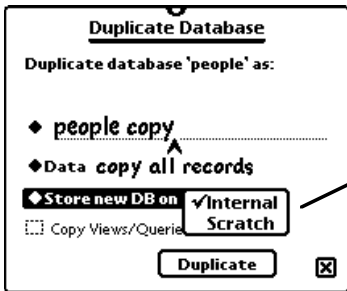 Duplicate Database
Duplicate database 'people' as:
people copy
Data copy all records
Store new DB on ✓Internal
Scratch
Copy Views/Querie
Duplicate